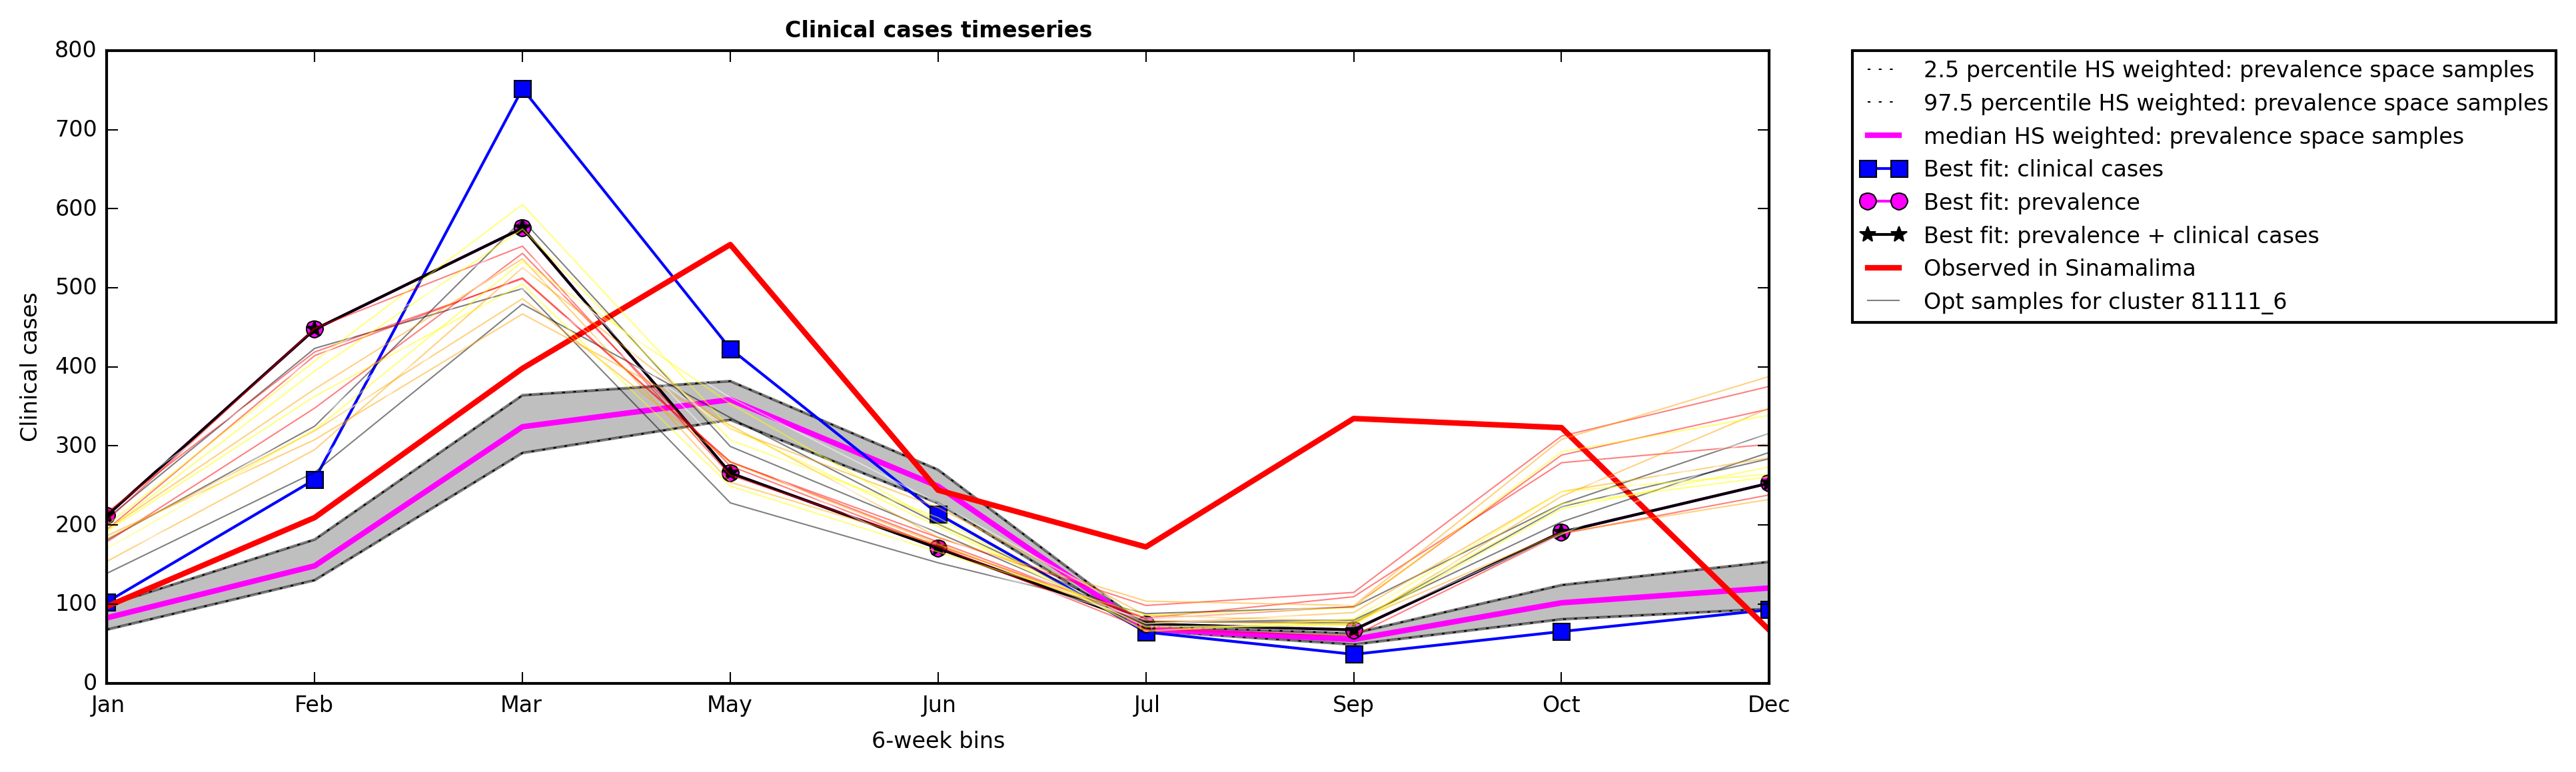 Clinical cases timeseries
800
700
600
500
400
300
200
100
0
Clinical cases
Jan Feb Mar May Jun Jul Sep Oct Dec
6-week bins
2.5 percentile HS weighted: prevalence space samples
97.5 percentile HS weighted: prevalence space samples
median HS weighted: prevalence space samples
Best fit: clinical cases
Best fit: prevalence
Best fit: prevalence + clinical cases
Observed in Sinamalima
Opt samples for cluster 81111_6